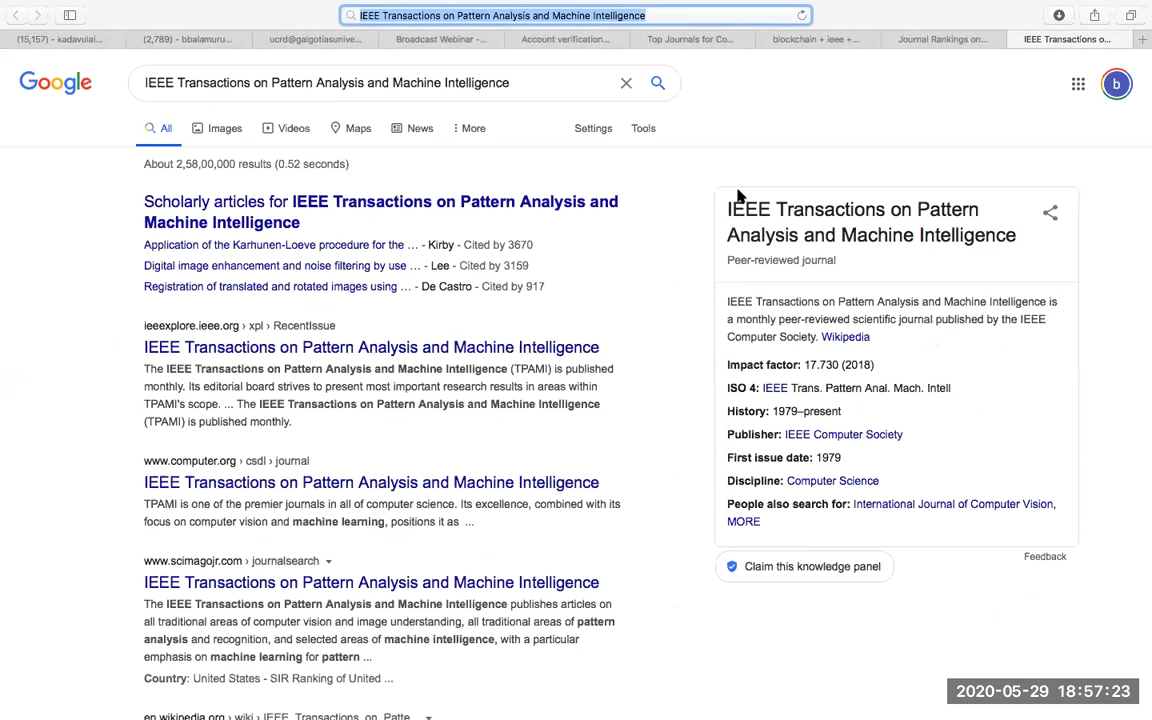 IEEE Transactions on Pattern Analysis and Machine Intelligence
(15,157) - kadavulai...
(2,789) - bbalamuru...
ucrd@galgotiasunive...
Broadcast Webinar -...
Account verification...
Top Journals for Co...
blockchain + ieee +...
Journal Rankings on...
IEEE Transactions o...
Google
IEEE Transactions on Pattern Analysis and Machine Intelligence
b
All
Images
Videos
Maps
News
More
Settings
Tools
About 2,58,00,000 results (0.52 seconds)
Scholarly articles for IEEE Transactions on Pattern Analysis and
Machine Intelligence
Application of the Karhunen-Loeve procedure for the ... - Kirby - Cited by 3670
Digital image enhancement and noise filtering by use ... - Lee - Cited by 3159
Registration of translated and rotated images using ... - De Castro - Cited by 917
ieeexplore.ieee.org › xpl › RecentIssue
IEEE Transactions on Pattern Analysis and Machine Intelligence
The IEEE Transactions on Pattern Analysis and Machine Intelligence (TPAMI) is published
monthly. Its editorial board strives to present most important research results in areas within
TPAMI's scope. ... The IEEE Transactions on Pattern Analysis and Machine Intelligence
(TPAMI) is published monthly.
www.computer.org › csdl › journal
IEEE Transactions on Pattern Analysis and Machine Intelligence
TPAMI is one of the premier journals in all of computer science. Its excellence, combined with its
focus on computer vision and machine learning, positions it as ...
www.scimagojr.com › journalsearch
IEEE Transactions on Pattern Analysis and Machine Intelligence
The IEEE Transactions on Pattern Analysis and Machine Intelligence publishes articles on
all traditional areas of computer vision and image understanding, all traditional areas of pattern
analysis and recognition, and selected areas of machine intelligence, with a particular
emphasis on machine learning for pattern ...
Country: United States - SIR Ranking of United ...
en.wikipedia.org › wiki › IEEE_Transactions_on_Patte...
IEEE Transactions on Pattern
Analysis and Machine Intelligence
Peer-reviewed journal
IEEE Transactions on Pattern Analysis and Machine Intelligence is
a monthly peer-reviewed scientific journal published by the IEEE
Computer Society. Wikipedia
Impact factor: 17.730 (2018)
ISO 4: IEEE Trans. Pattern Anal. Mach. Intell
History: 1979–present
Publisher: IEEE Computer Society
First issue date: 1979
Discipline: Computer Science
People also search for: International Journal of Computer Vision,
MORE
Feedback
Claim this knowledge panel
2020-05-29 18:57:23